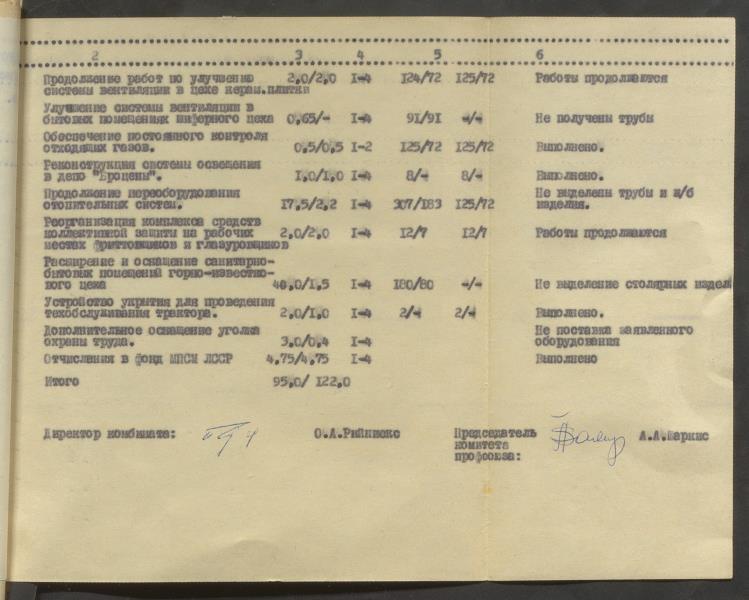 2 3 4 5 6
Продолжение работ по улучшению 2,0/2,0 I-4 124/72 125/72 Работы продолжаются
системы вентиляции в цехе керам.плитки
Улучшение системы вентиляции в
бытовых помещениях шиферного цеха 0,65/- I-4 91/91 -/- Не получены трубы
Обеспечение постоянного контроля
отходящих газов. 0,5/0,5 I-2 125/72 125/72 Выполнено.
Реконструкция системы освещения
в депо "Броцены". 1,0/1,0 I-4 8/- 8/- Выполнено.
Продолжение переоборудования Не выделены трубы и ж/б
отопительных систем. 17,5/2,2 I-4 307/183 125/72 изделия.
Реорганизация комплекса средств
коллективной защиты на рабочих 2,0/2,0 I-4 12/7 12/7 Работы продолжаются
местах фриттовщиков и глазуровщиков
Расширение и оснащение санитарно-
бытовых помещений горно-известко-
вого цеха 40,0/1,5 I-4 180/80 -/- Не выделение столярных издел
Устройство укрытия для проведения
техобслуживания трактора. 2,0/1,0 I-4 2/- 2/- Выполнено.
Дополнительное оснащение уголка Не поставка заявленного
охраны труда. 3,0/0,4 I-4 оборудования
Отчисления в фонд МПСМ ЛССР 4,75/4,75 I-4 Выполнено
Итого 95,0/ 122,0
Директор комбината: О.А.Рийниекс Председатель А.А.Маркис
комитета
профсоюза: